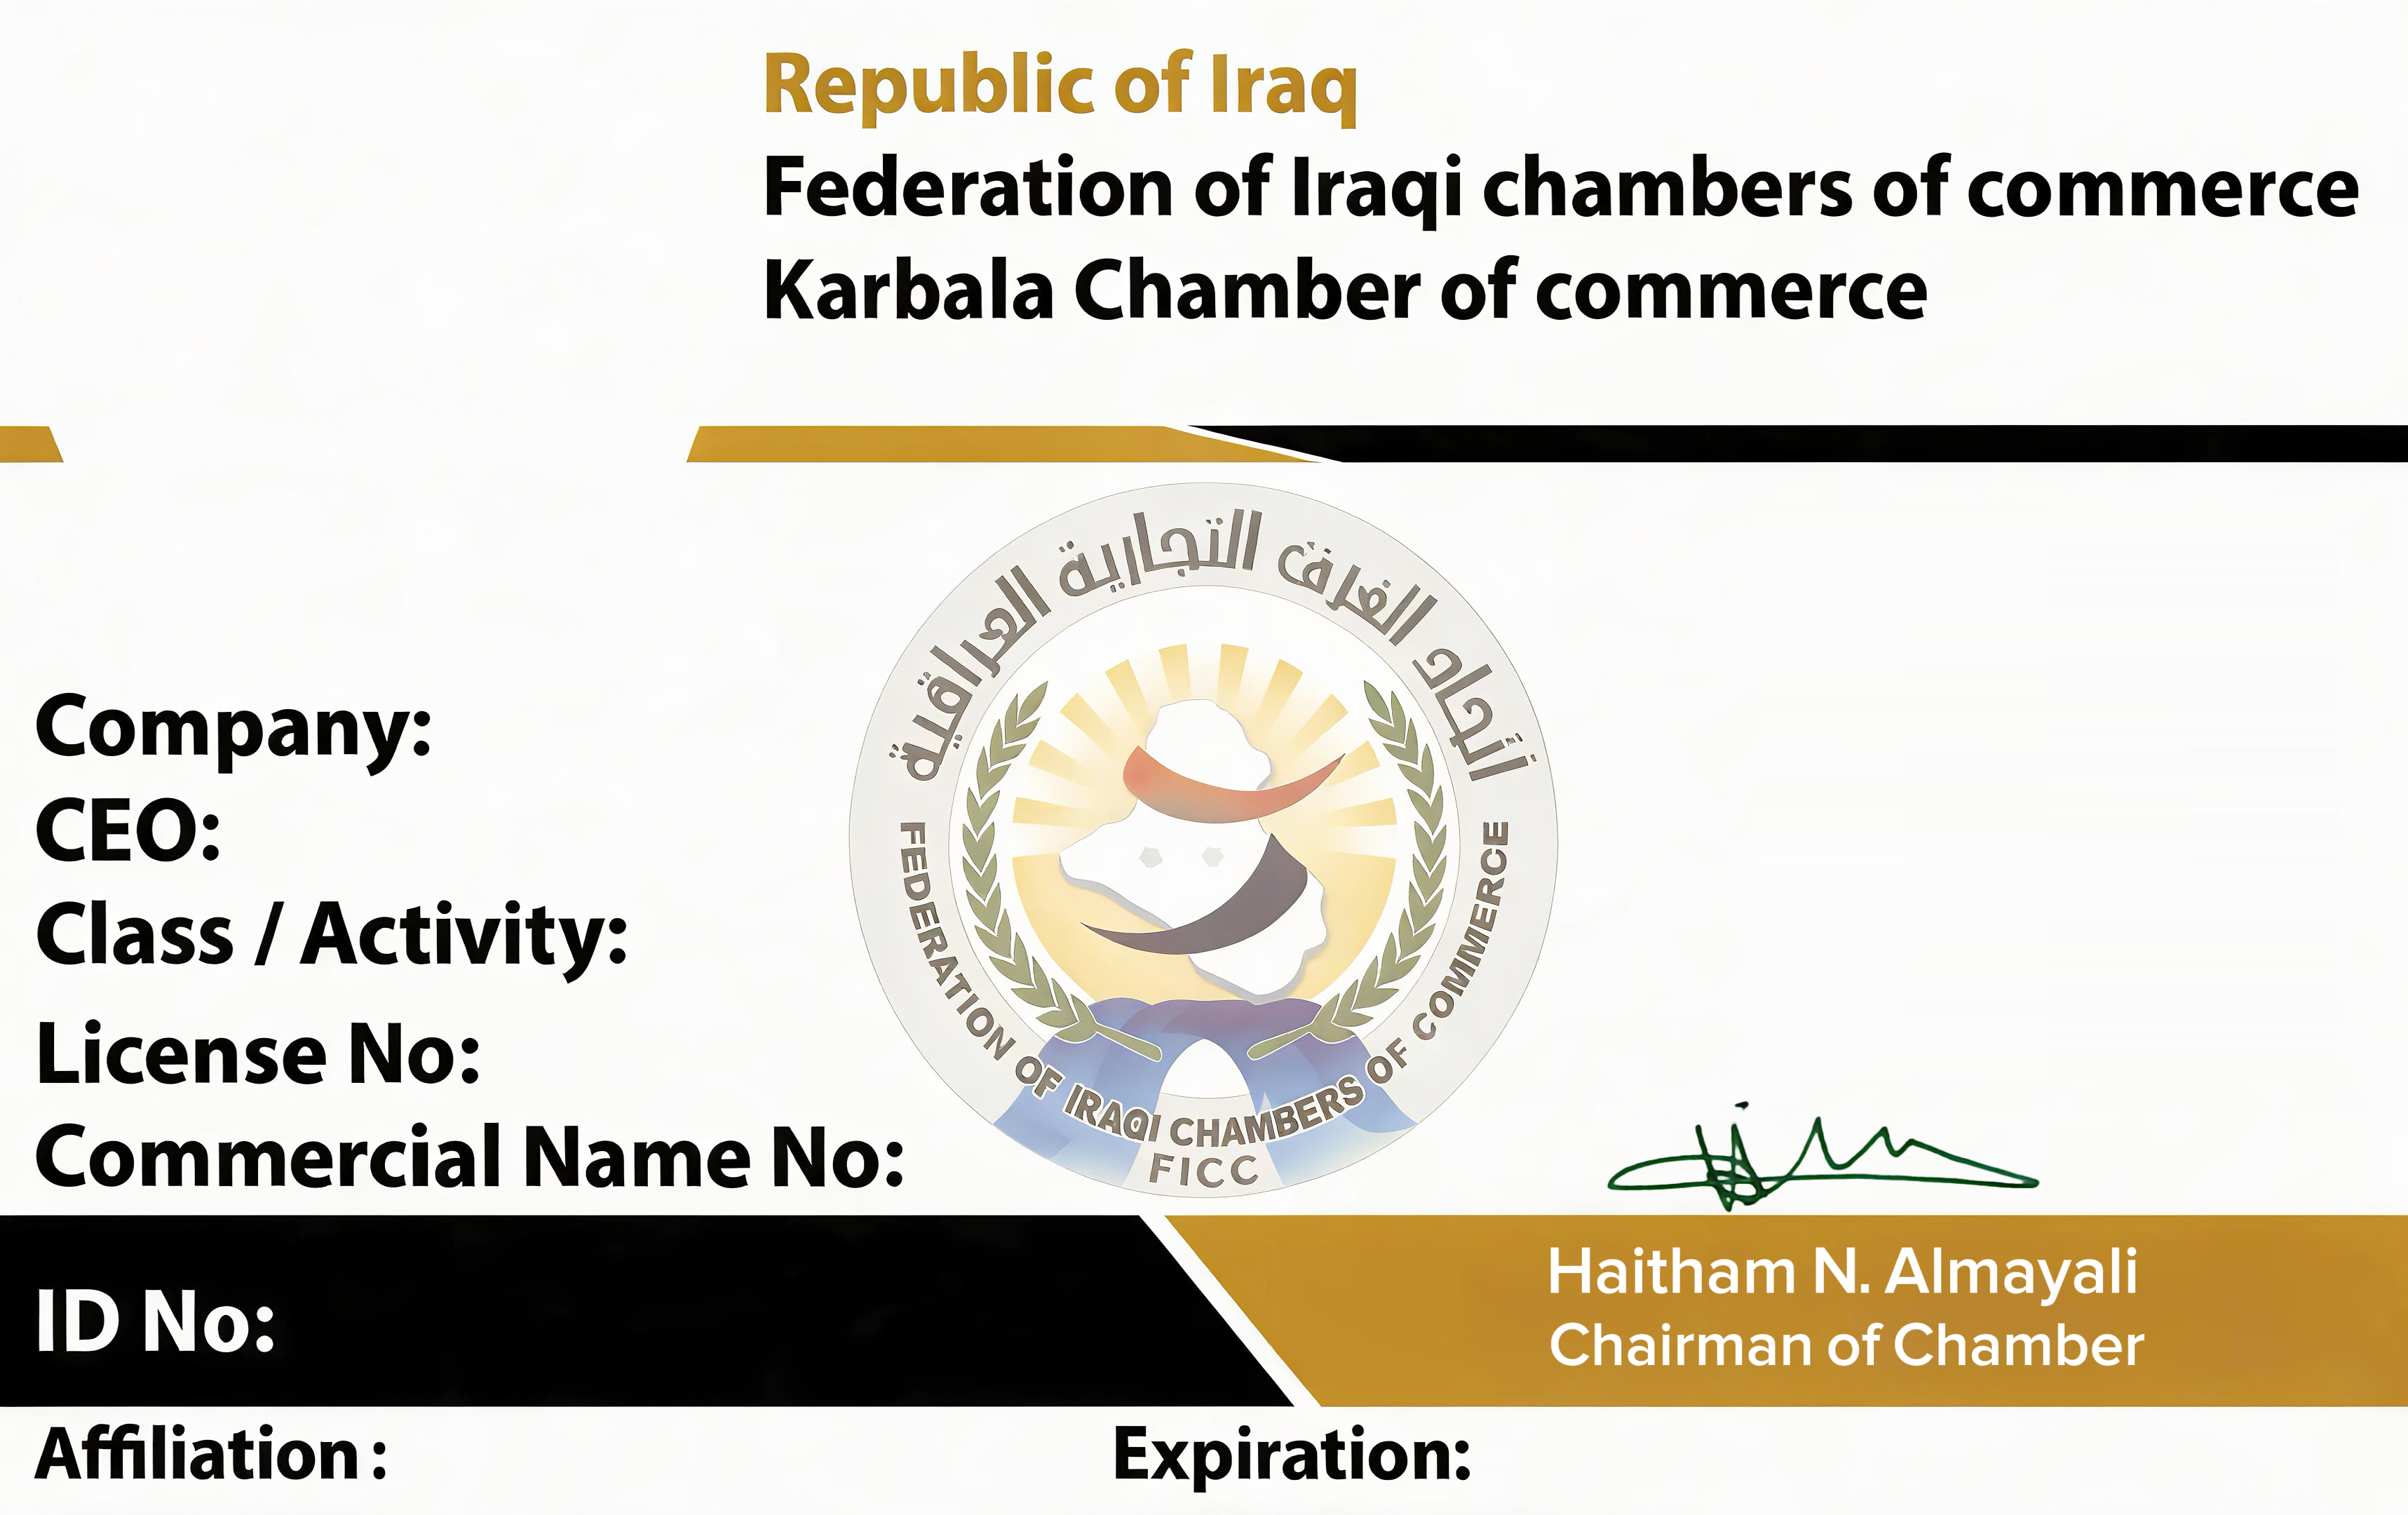 Republic of Iraq
Federation of Iraqi chambers of commerce
Karbala Chamber of commerce
أتحاد الغرف التجارية العراقية
FEDERATION OF IRAQI CHAMBERS OF COMMERCE
FICC
Company:
CEO:
Class / Activity:
License No:
Commercial Name No:
ID No:
Haitham N. Almayali
Chairman of Chamber
Affiliation :
Expiration: